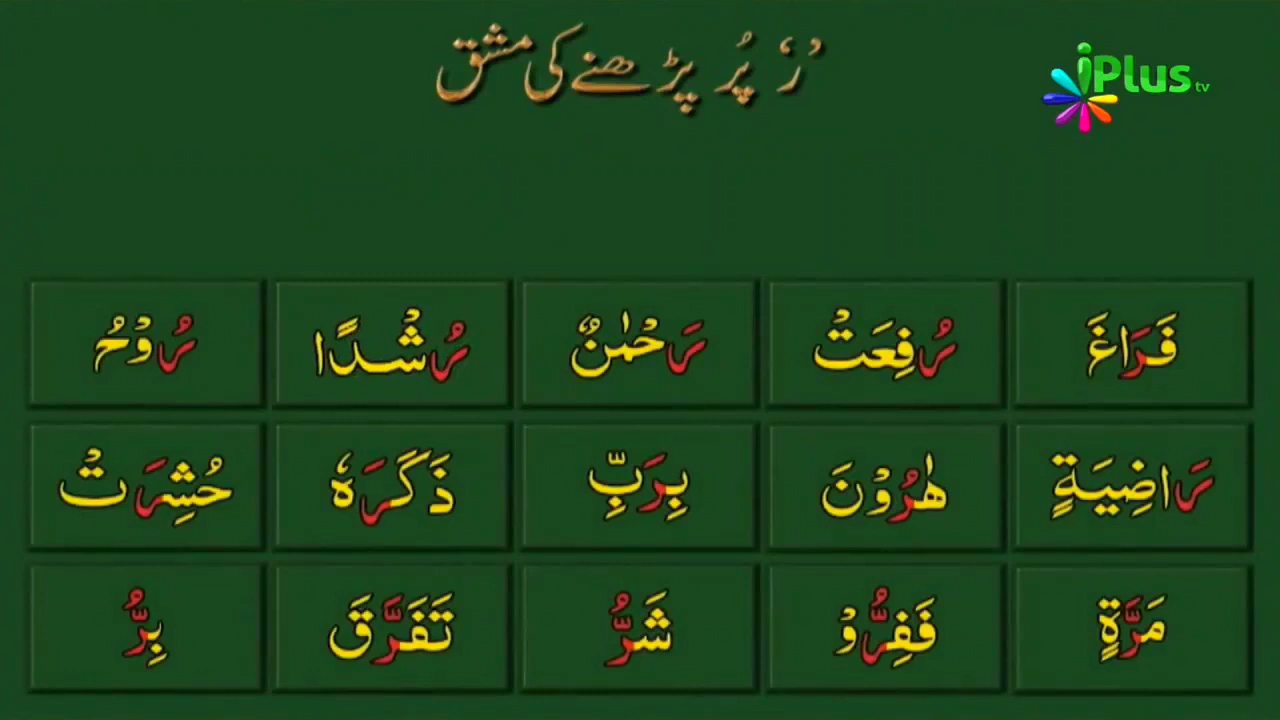 'رُ' پُر پڑھنے کی مشق
iPlus tv
فَرَاغَ رُفِعَتْ رَحْمٰنٌ رُشْدًا رُوْحُ
رَاضِيَةٍ هٰرُوْنَ بِرَبِّ ذَكَرَهٗ حُشِرَتْ
مَرَّةٍ فَفِرُّوْ شَرُّ تَفَرَّقَ بِرُّ